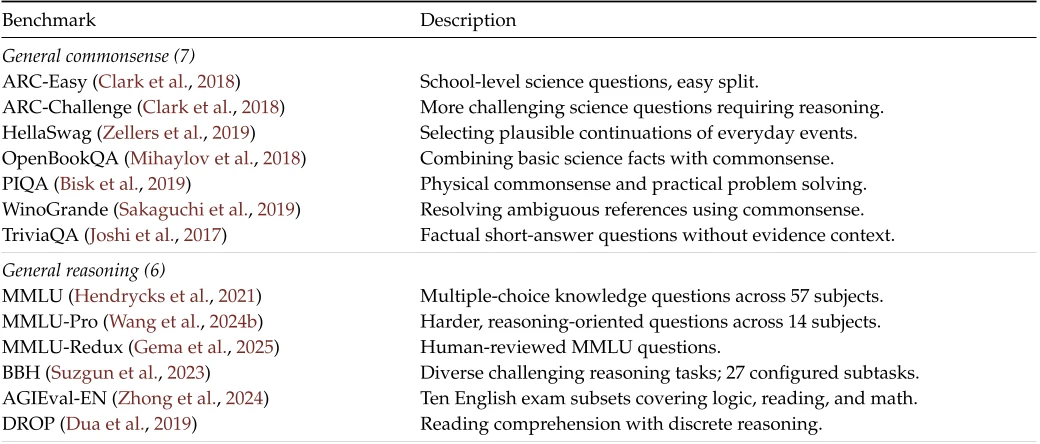 Benchmark Description
General commonsense (7)
ARC-Easy (Clark et al., 2018) School-level science questions, easy split.
ARC-Challenge (Clark et al., 2018) More challenging science questions requiring reasoning.
HellaSwag (Zellers et al., 2019) Selecting plausible continuations of everyday events.
OpenBookQA (Mihaylov et al., 2018) Combining basic science facts with commonsense.
PIQA (Bisk et al., 2019) Physical commonsense and practical problem solving.
WinoGrande (Sakaguchi et al., 2019) Resolving ambiguous references using commonsense.
TriviaQA (Joshi et al., 2017) Factual short-answer questions without evidence context.
General reasoning (6)
MMLU (Hendrycks et al., 2021) Multiple-choice knowledge questions across 57 subjects.
MMLU-Pro (Wang et al., 2024b) Harder, reasoning-oriented questions across 14 subjects.
MMLU-Redux (Gema et al., 2025) Human-reviewed MMLU questions.
BBH (Suzgun et al., 2023) Diverse challenging reasoning tasks; 27 configured subtasks.
AGIEval-EN (Zhong et al., 2024) Ten English exam subsets covering logic, reading, and math.
DROP (Dua et al., 2019) Reading comprehension with discrete reasoning.